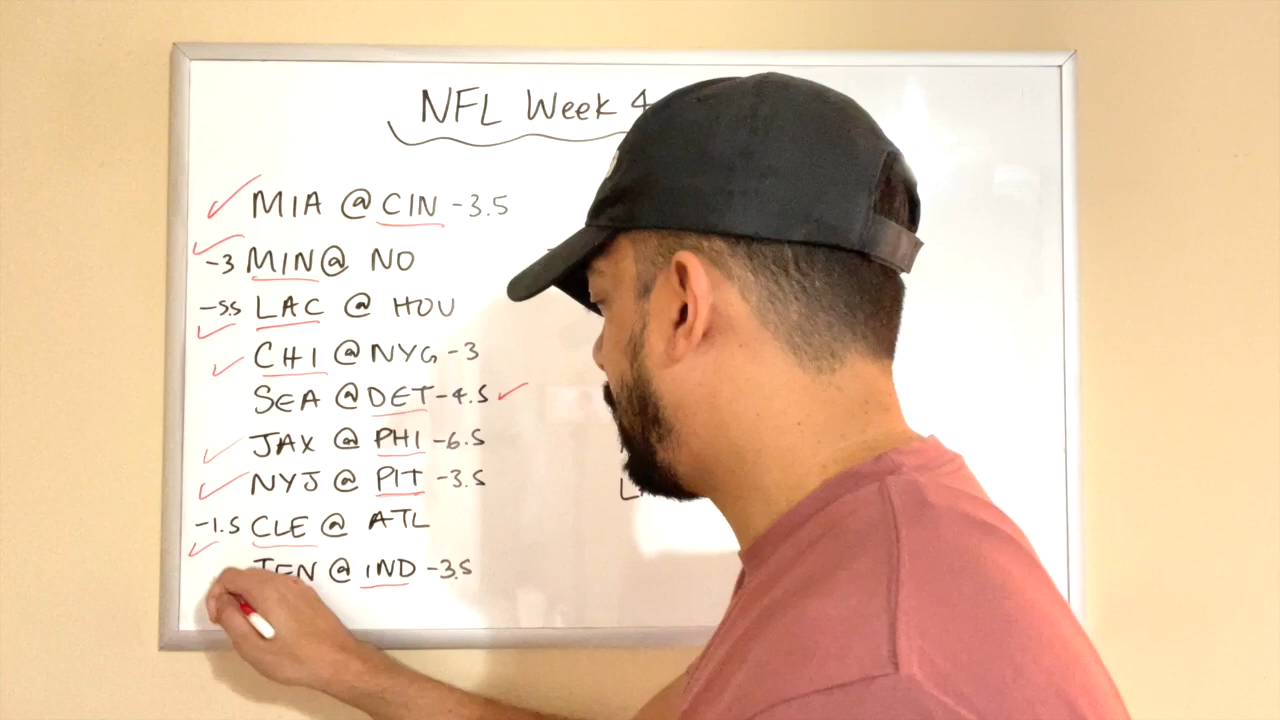 NFL Week 4
MIA @ CIN -3.5
-3 MIN @ NO
-5.5 LAC @ HOU
CHI @ NYG -3
SEA @ DET -4.5
JAX @ PHI -6.5
NYJ @ PIT -3.5
-1.5 CLE @ ATL
TEN @ IND -3.5